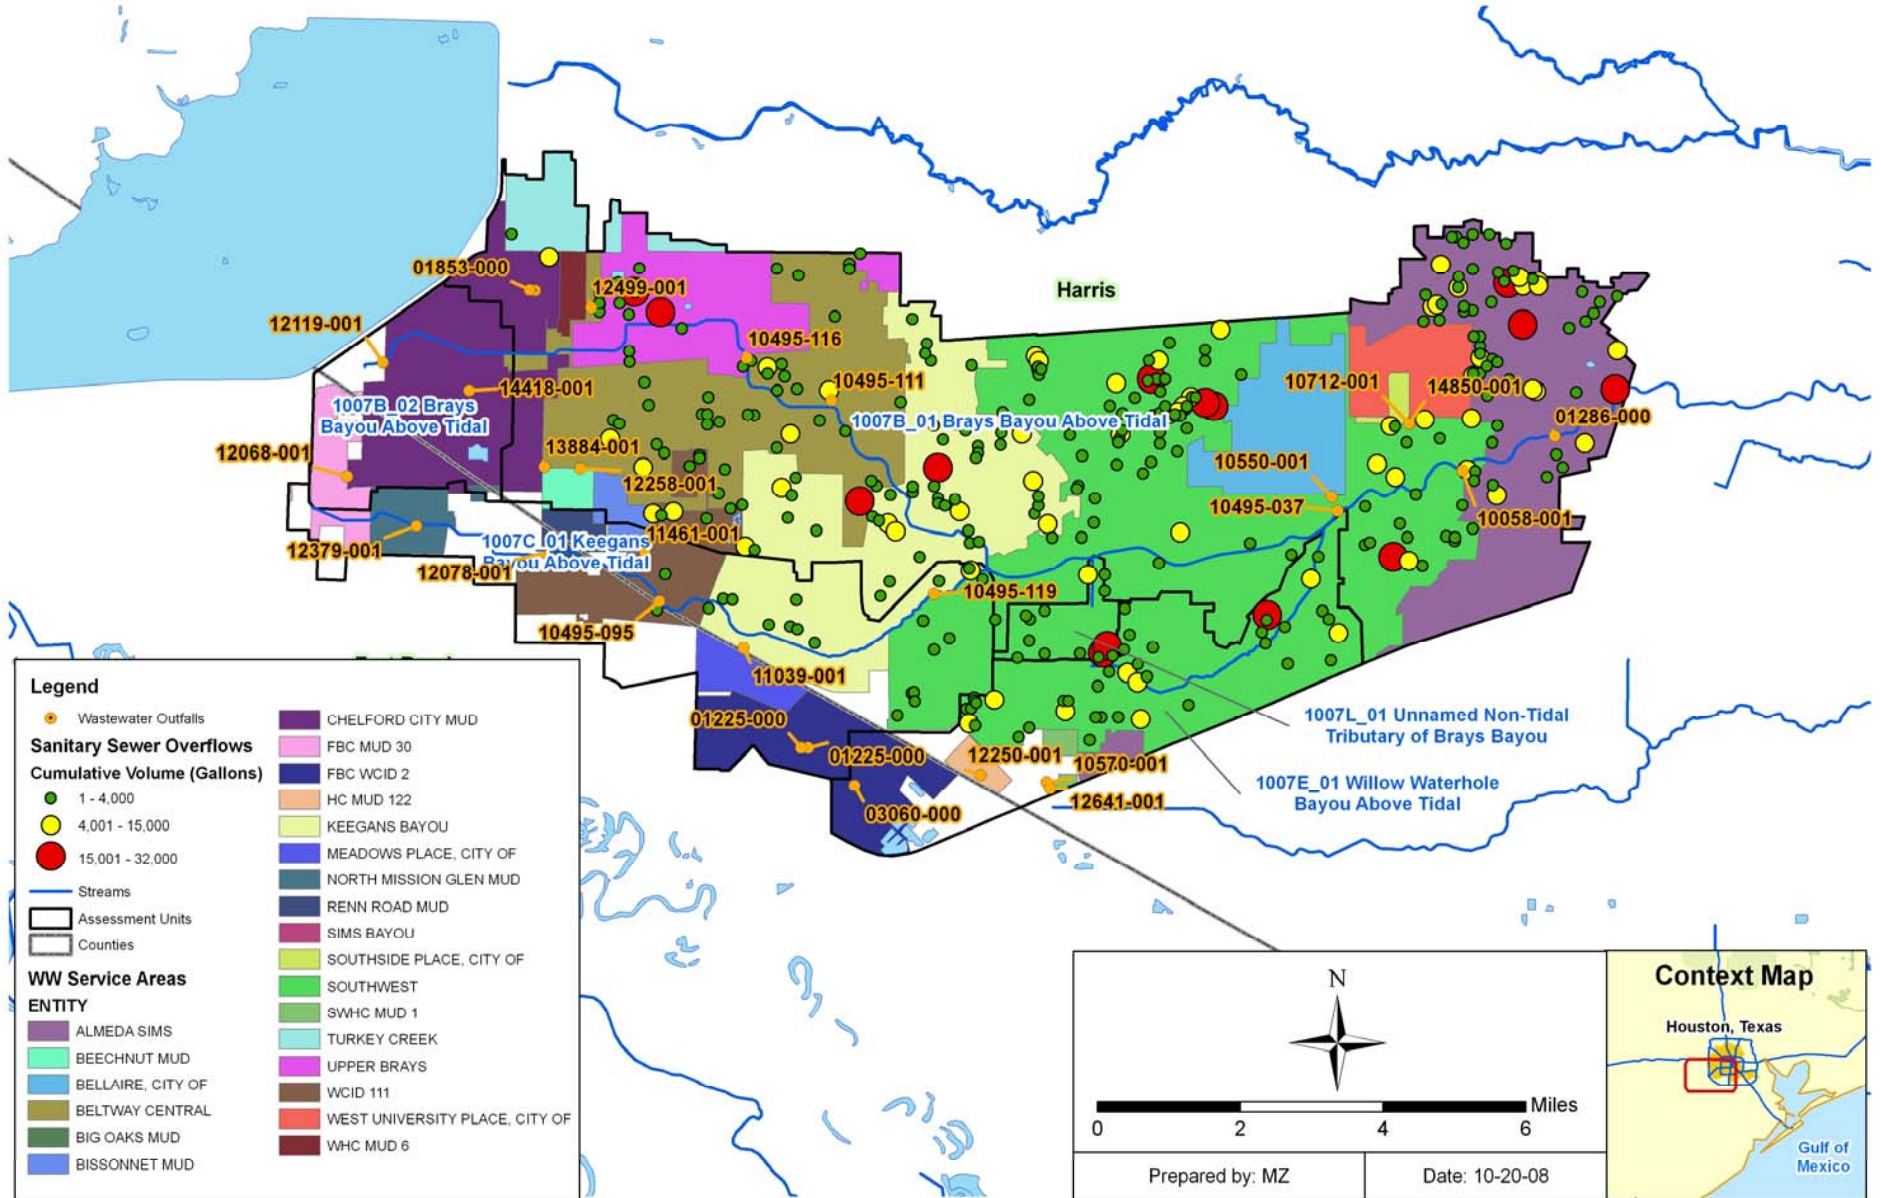 Harris
01853-000
12499-001
12119-001
10495-116
14418-001
10495-111
10712-001
14850-001
1007B_02 Brays
Bayou Above Tidal
1007B_01 Brays Bayou Above Tidal
01286-000
12068-001
13884-001
12258-001
10550-001
10495-037
10058-001
12379-001
11461-001
1007C_01 Keegans
Bayou Above Tidal
12078-001
10495-119
10495-095
11039-001
01225-000
01225-000
12250-001
10570-001
12641-001
03060-000
1007L_01 Unnamed Non-Tidal
Tributary of Brays Bayou
1007E_01 Willow Waterhole
Bayou Above Tidal
Legend
Wastewater Outfalls
Sanitary Sewer Overflows
Cumulative Volume (Gallons)
1 - 4,000
4,001 - 15,000
15,001 - 32,000
Streams
Assessment Units
Counties
WW Service Areas
ENTITY
ALMEDA SIMS
BEECHNUT MUD
BELLAIRE, CITY OF
BELTWAY CENTRAL
BIG OAKS MUD
BISSONNET MUD
CHELFORD CITY MUD
FBC MUD 30
FBC WCID 2
HC MUD 122
KEEGANS BAYOU
MEADOWS PLACE, CITY OF
NORTH MISSION GLEN MUD
RENN ROAD MUD
SIMS BAYOU
SOUTHSIDE PLACE, CITY OF
SOUTHWEST
SWHC MUD 1
TURKEY CREEK
UPPER BRAYS
WCID 111
WEST UNIVERSITY PLACE, CITY OF
WHC MUD 6
N
Miles
0 2 4 6
Prepared by: MZ
Date: 10-20-08
Context Map
Houston, Texas
Gulf of
Mexico